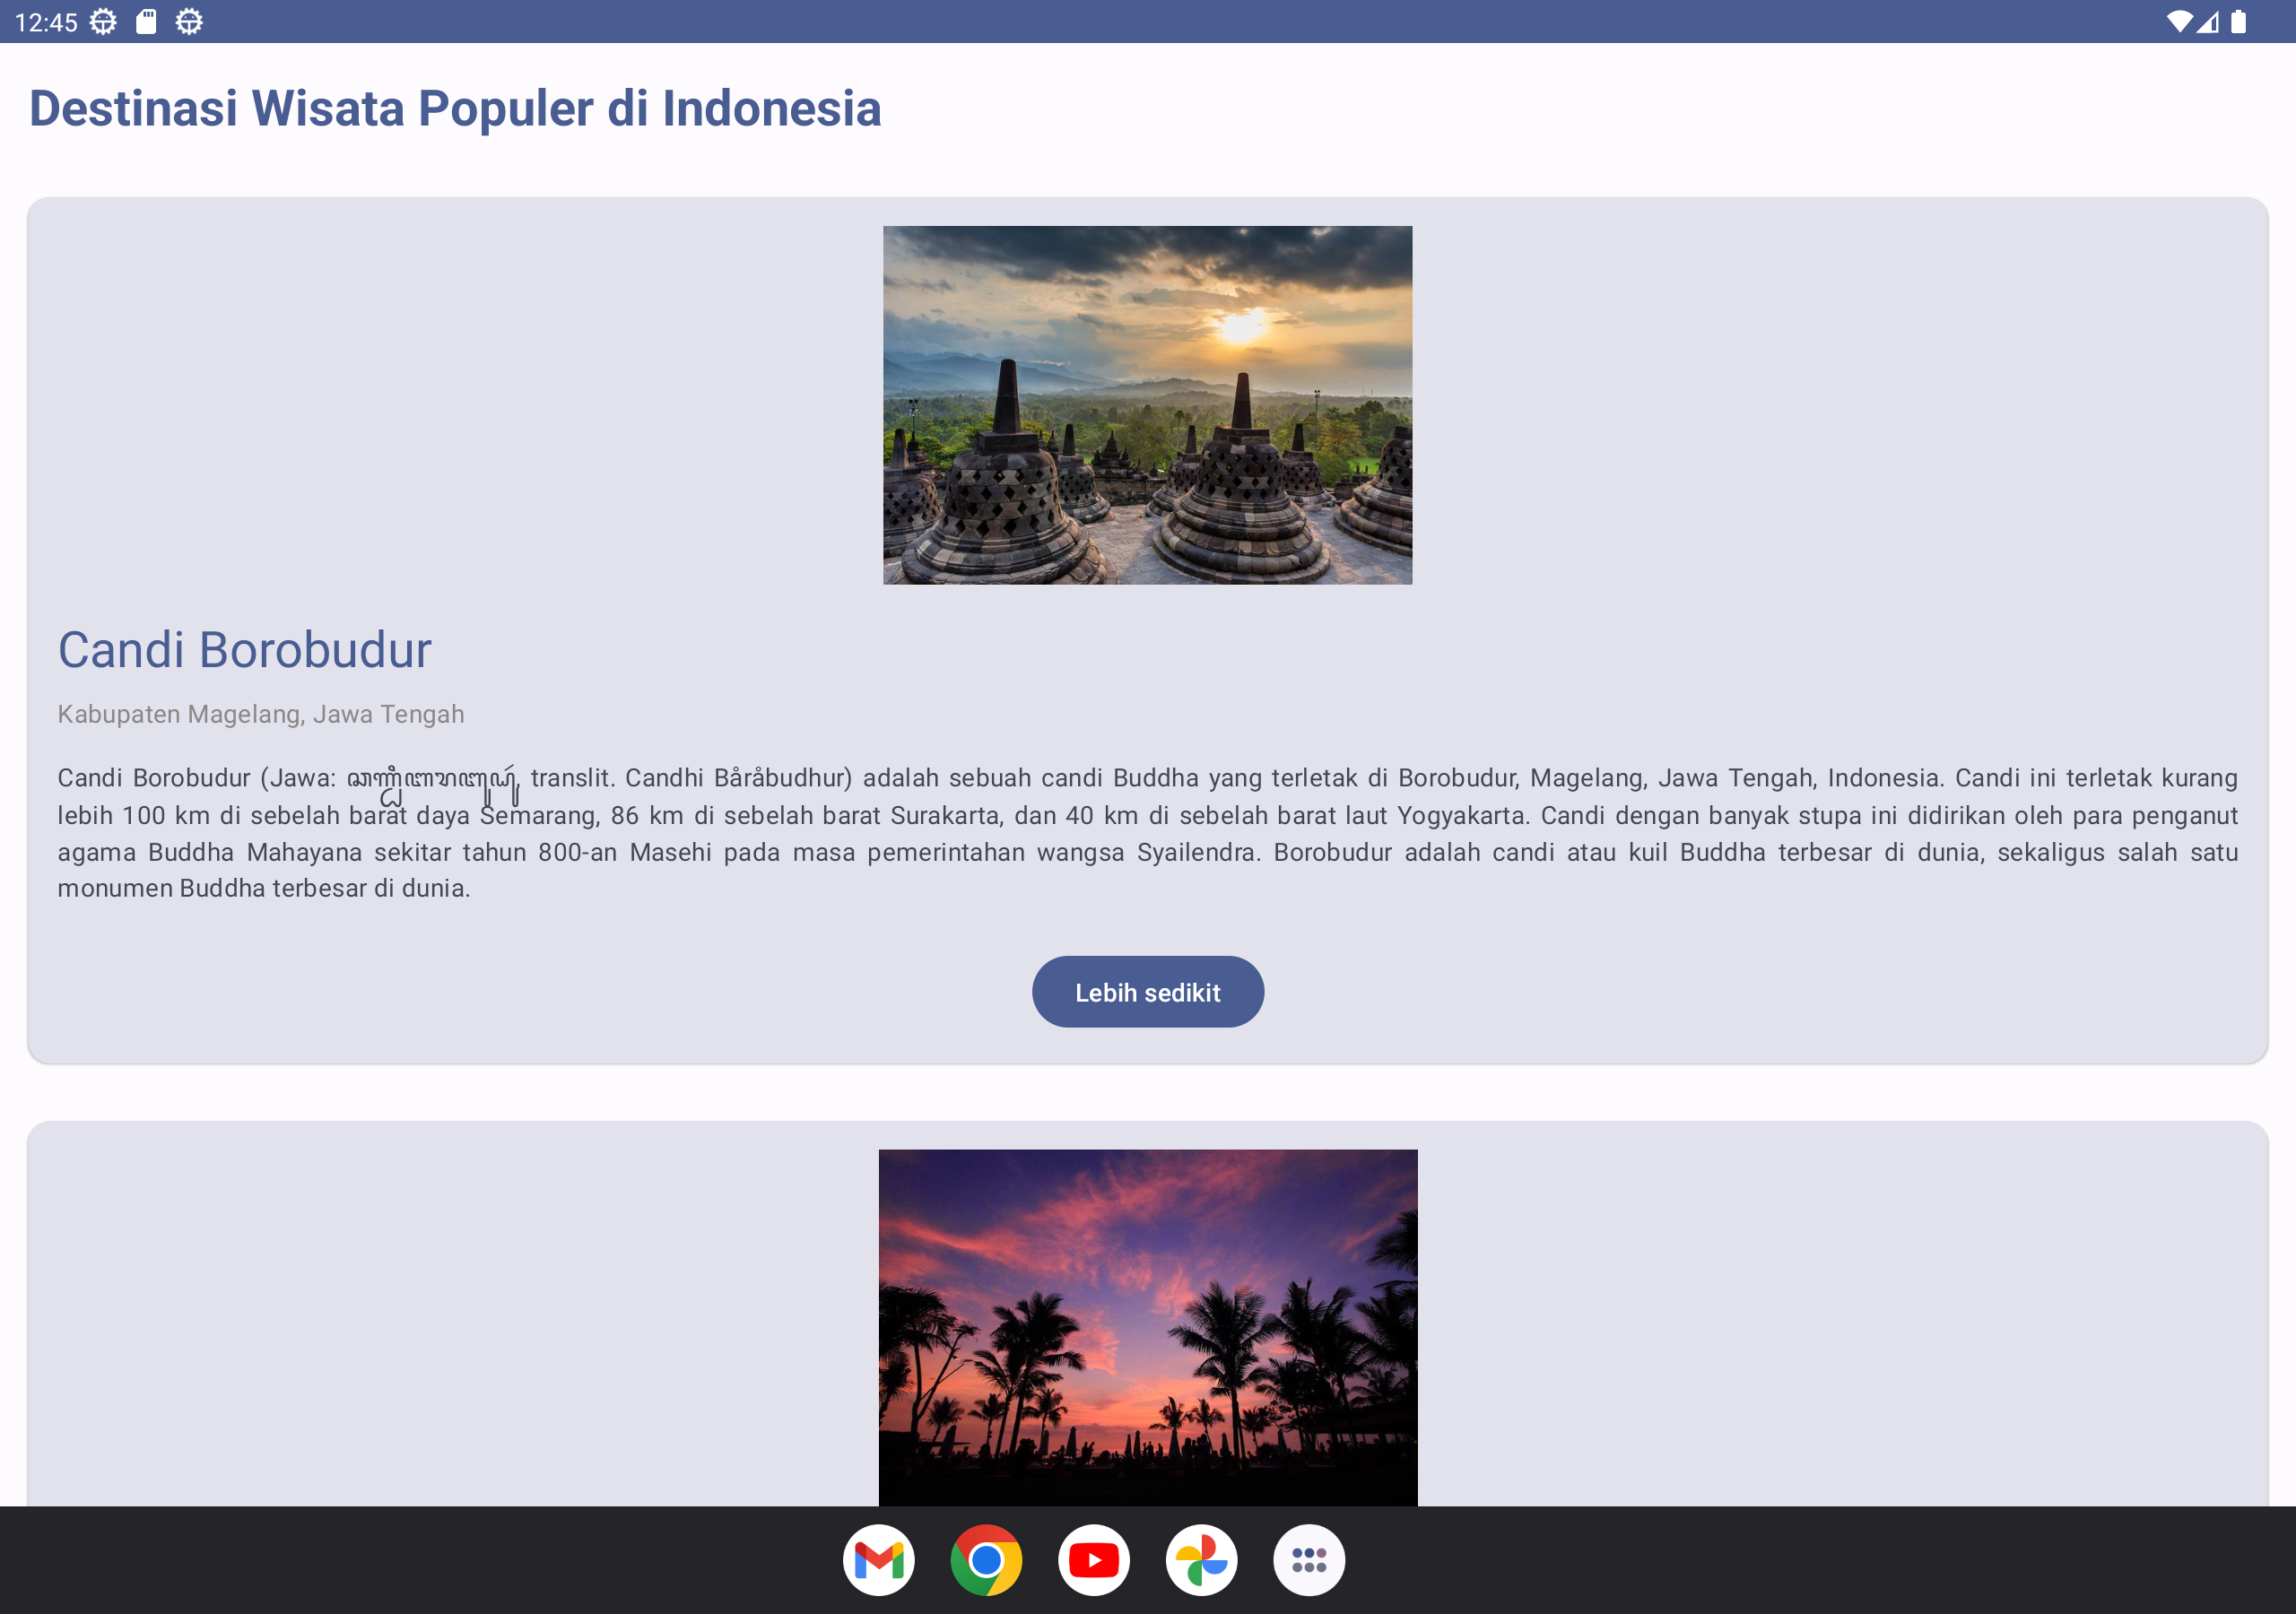 12:45
Destinasi Wisata Populer di Indonesia
Candi Borobudur
Kabupaten Magelang, Jawa Tengah
Candi Borobudur (Jawa: ꦕꦟ꧀ꦝꦶꦧꦫꦧꦸꦝꦸꦂ, translit. Candhi Båråbudhur) adalah sebuah candi Buddha yang terletak di Borobudur, Magelang, Jawa Tengah, Indonesia. Candi ini terletak kurang
lebih 100 km di sebelah barat daya Semarang, 86 km di sebelah barat Surakarta, dan 40 km di sebelah barat laut Yogyakarta. Candi dengan banyak stupa ini didirikan oleh para penganut
agama Buddha Mahayana sekitar tahun 800-an Masehi pada masa pemerintahan wangsa Syailendra. Borobudur adalah candi atau kuil Buddha terbesar di dunia, sekaligus salah satu
monumen Buddha terbesar di dunia.
Lebih sedikit